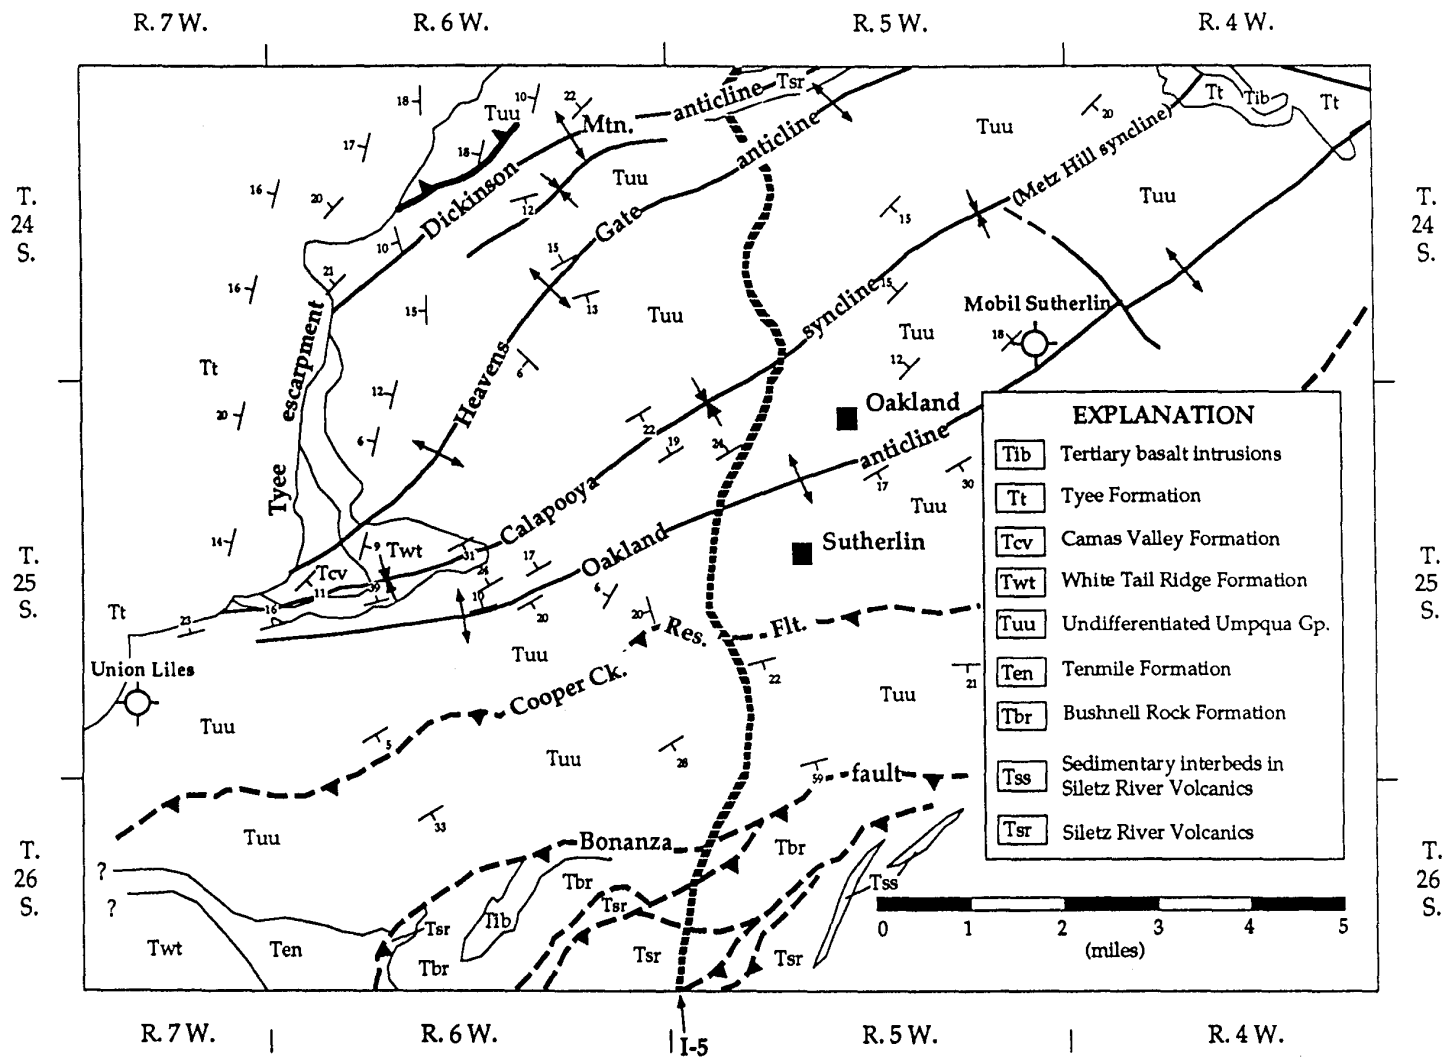 R. 7 W. R. 6 W. R. 5 W. R. 4 W.
T. 24 S.
T. 25 S.
T. 26 S.
T. 24 S.
T. 25 S.
T. 26 S.
Tuu
Tsr
Tt
Tib
Tt
Dickinson Mtn. anticline
Tuu
Tuu
Tuu
Heavens Gate anticline
(Metz Hill syncline)
Tyee escarpment
Tt
Tuu
Tuu
Mobil Sutherlin
Calapooya syncline
Oakland
Oakland anticline
Tuu
Sutherlin
Twt
Tcv
Tt
Union Liles
Tuu
Cooper Ck. Res. Flt.
Tuu
Tuu
Tuu
Tuu
Bonanza fault
Tbr
Tbr
Tsr
Tss
Tib
Tsr
Twt
Ten
Tbr
Tsr
Tsr
10
22
18
18
17
16
20
12
10
21
16
15
15
13
20
15
15
18
12
12
6
6
20
22
19
24
17
30
14
9
31
17
24
11
39
16
10
20
6
20
23
22
21
5
28
59
33
?
?
EXPLANATION
Tib Tertiary basalt intrusions
Tt Tyee Formation
Tcv Camas Valley Formation
Twt White Tail Ridge Formation
Tuu Undifferentiated Umpqua Gp.
Ten Tenmile Formation
Tbr Bushnell Rock Formation
Tss Sedimentary interbeds in
Siletz River Volcanics
Tsr Siletz River Volcanics
0 1 2 3 4 5
(miles)
R. 7 W. R. 6 W. R. 5 W. R. 4 W.
I-5